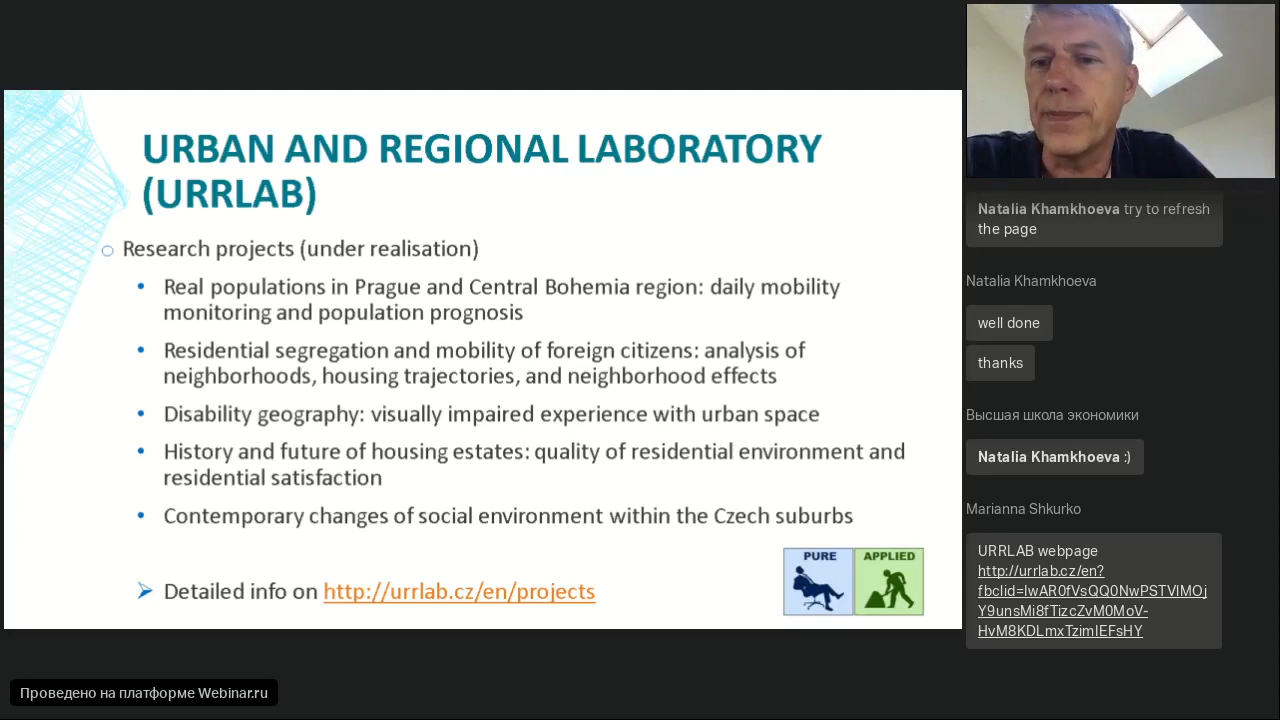 URBAN AND REGIONAL LABORATORY
(URRLAB)
Research projects (under realisation)
Real populations in Prague and Central Bohemia region: daily mobility
monitoring and population prognosis
Residential segregation and mobility of foreign citizens: analysis of
neighborhoods, housing trajectories, and neighborhood effects
Disability geography: visually impaired experience with urban space
History and future of housing estates: quality of residential environment and
residential satisfaction
Contemporary changes of social environment within the Czech suburbs
Detailed info on http://urrlab.cz/en/projects
PURE
APPLIED
Natalia Khamkhoeva try to refresh
the page
Natalia Khamkhoeva
well done
thanks
Высшая школа экономики
Natalia Khamkhoeva :)
Marianna Shkurko
URRLAB webpage
http://urrlab.cz/en?
fbclid=IwAR0fVsQQ0NwPSTVlMOj
Y9unsMi8fTizcZvM0MoV-
HvM8KDLmxTzimIEFsHY
Проведено на платформе Webinar.ru